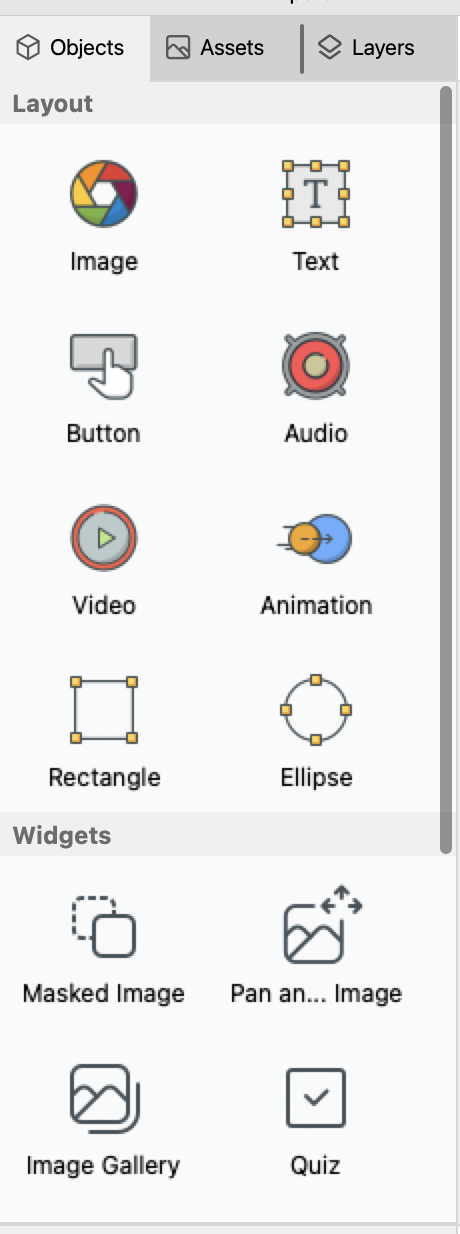 Objects Assets Layers
Layout
Image Text
Button Audio
Video Animation
Rectangle Ellipse
Widgets
Masked Image Pan an... Image
Image Gallery Quiz